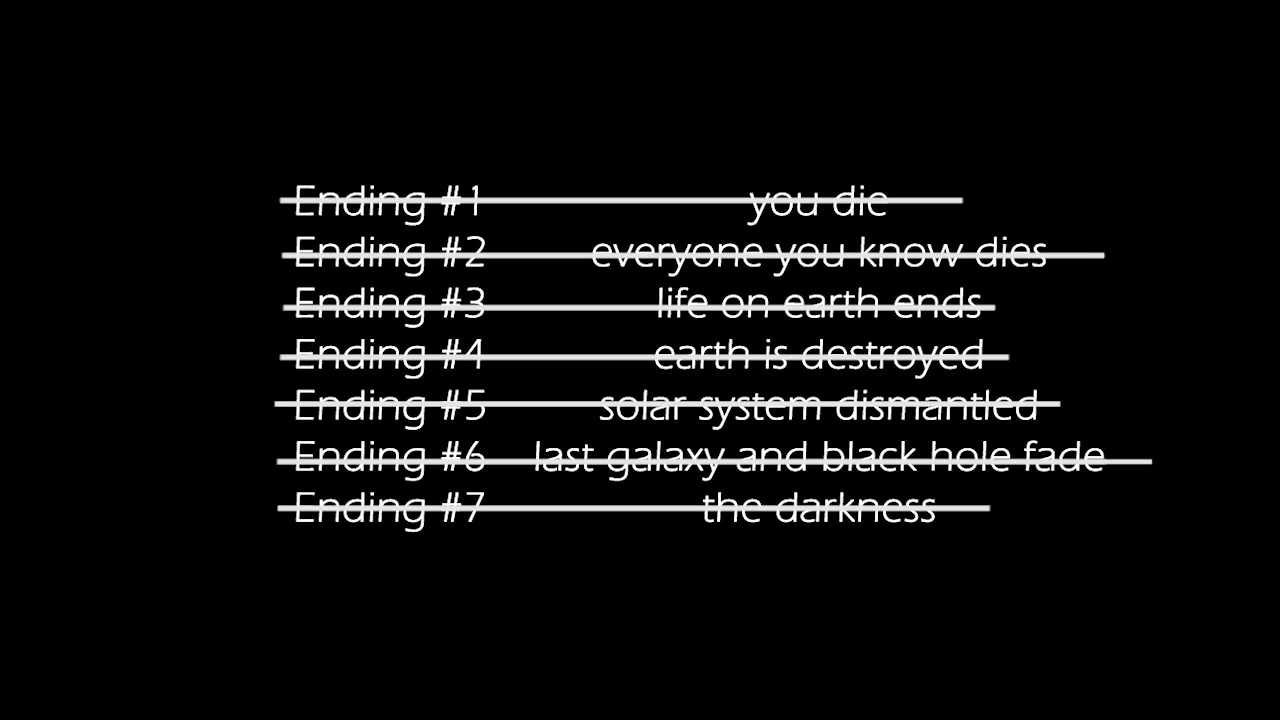 Ending #1 you die
Ending #2 everyone you know dies
Ending #3 life on earth ends
Ending #4 earth is destroyed
Ending #5 solar system dismantled
Ending #6 last galaxy and black hole fade
Ending #7 the darkness